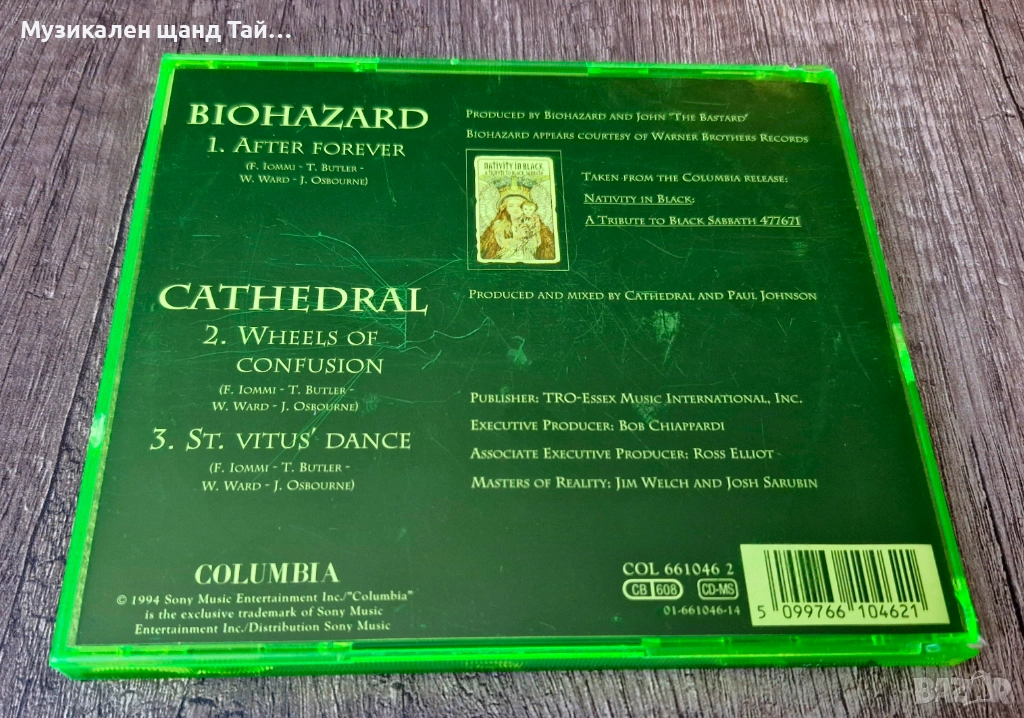 Музикален щанд Тай...
BIOHAZARD
1. AFTER FOREVER
(F. IOMMI - T. BUTLER -
W. WARD - J. OSBOURNE)
PRODUCED BY BIOHAZARD AND JOHN "THE BASTARD'
BIOHAZARD APPEARS COURTESY OF WARNER BROTHERS RECORDS
NATIVITY IN BLACK
A TRIBUTE TO BLACK SABBATH
TAKEN FROM THE COLUMBIA RELEASE:
NATIVITY IN BLACK:
A TRIBUTE TO BLACK SABBATH 477671
CATHEDRAL
2. WHEELS OF
CONFUSION
(F. IOMMI - T. BUTLER -
W. WARD - J. OSBOURNE)
3. ST. VITUS' DANCE
(F. IOMMI - T. BUTLER -
W. WARD - J. OSBOURNE)
PRODUCED AND MIXED BY CATHEDRAL AND PAUL JOHNSON
PUBLISHER: TRO-ESSEX MUSIC INTERNATIONAL, INC.
EXECUTIVE PRODUCER: BOB CHIAPPARDI
ASSOCIATE EXECUTIVE PRODUCER: ROSS ELLIOT
MASTERS OF REALITY: JIM WELCH AND JOSH SARUBIN
COLUMBIA
© 1994 Sony Music Entertainment Inc./"Columbia"
is the exclusive trademark of Sony Music
Entertainment Inc./Distribution Sony Music
COL 661046 2
CB 608 CD-MS
01-661046-14
5 099766 104621
BAZAR